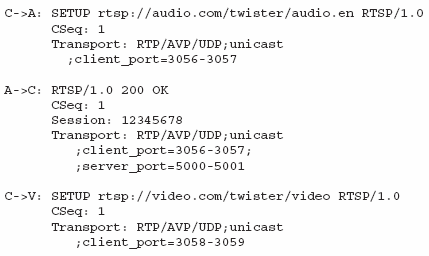 C->A: SETUP rtsp://audio.com/twister/audio.en RTSP/1.0
CSeq: 1
Transport: RTP/AVP/UDP;unicast
;client_port=3056-3057
A->C: RTSP/1.0 200 OK
CSeq: 1
Session: 12345678
Transport: RTP/AVP/UDP;unicast
;client_port=3056-3057;
;server_port=5000-5001
C->V: SETUP rtsp://video.com/twister/video RTSP/1.0
CSeq: 1
Transport: RTP/AVP/UDP;unicast
;client_port=3058-3059